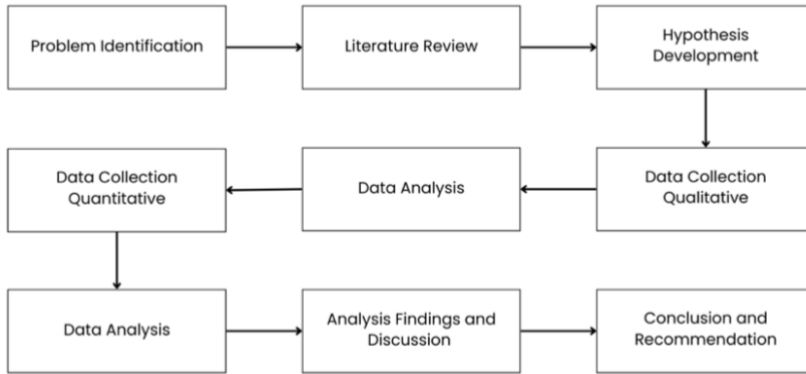 Problem Identification
Literature Review
Hypothesis
Development
Data Collection
Qualitative
Data Analysis
Data Collection
Quantitative
Data Analysis
Analysis Findings and
Discussion
Conclusion and
Recommendation